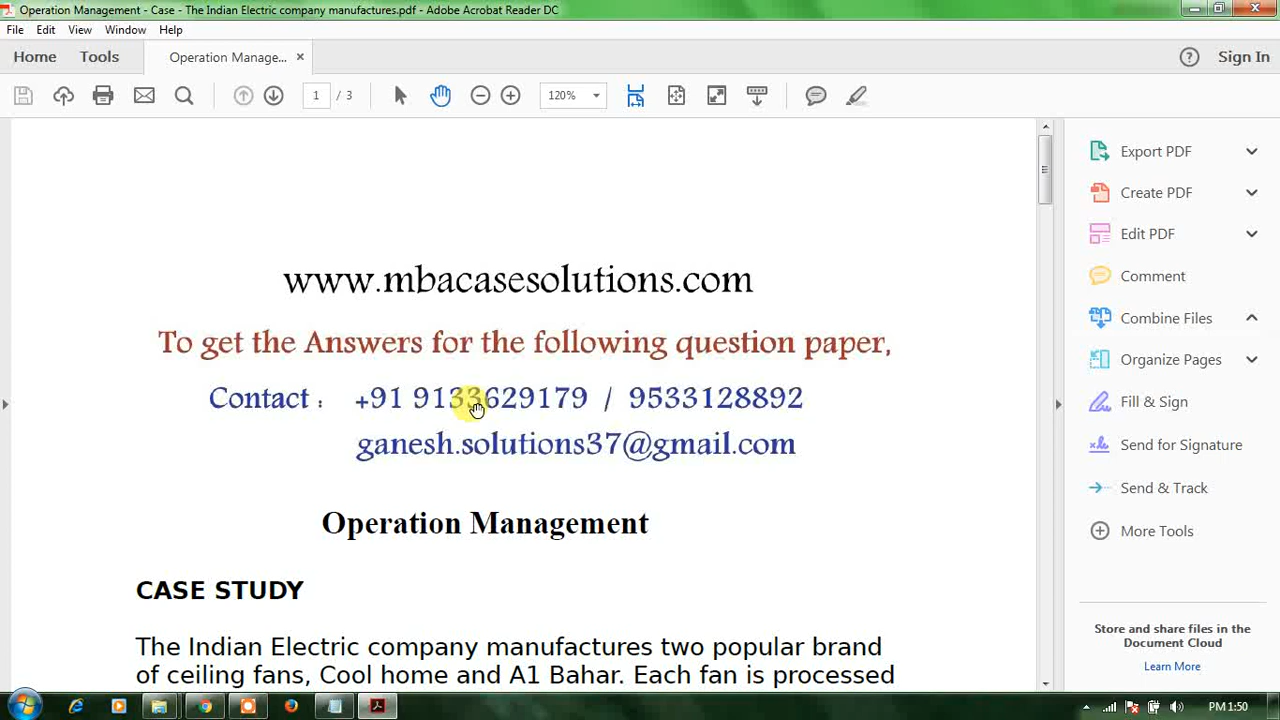 Operation Management - Case - The Indian Electric company manufactures.pdf - Adobe Acrobat Reader DC
File Edit View Window Help
Home Tools Operation Manage... × Sign In
1 / 3 120%
www.mbacasesolutions.com
To get the Answers for the following question paper,
Contact : +91 9133629179 / 9533128892
ganesh.solutions37@gmail.com
Operation Management
CASE STUDY
The Indian Electric company manufactures two popular brand
of ceiling fans, Cool home and A1 Bahar. Each fan is processed
Export PDF
Create PDF
Edit PDF
Comment
Combine Files
Organize Pages
Fill & Sign
Send for Signature
Send & Track
More Tools
Store and share files in the
Document Cloud
Learn More
PM 1:50